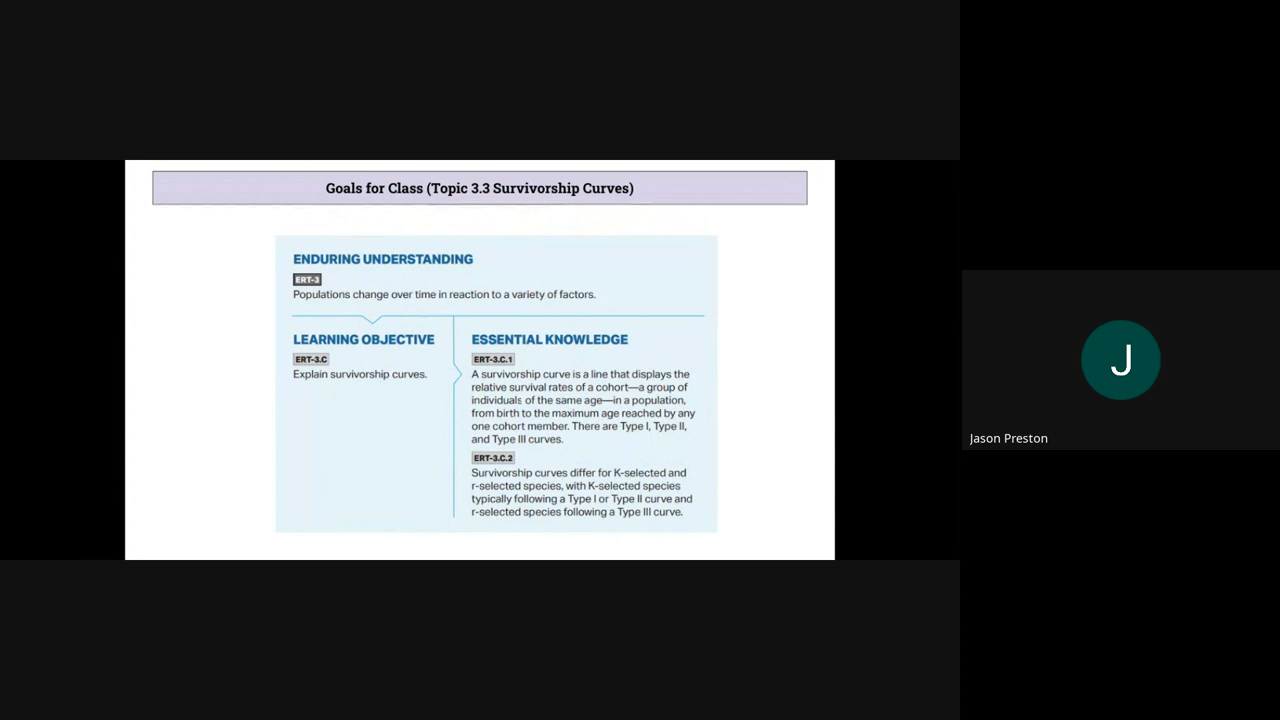 Goals for Class (Topic 3.3 Survivorship Curves)
ENDURING UNDERSTANDING
ERT-3
Populations change over time in reaction to a variety of factors.
LEARNING OBJECTIVE
ERT-3.C
Explain survivorship curves.
ESSENTIAL KNOWLEDGE
ERT-3.C.1
A survivorship curve is a line that displays the
relative survival rates of a cohort—a group of
individuals of the same age—in a population,
from birth to the maximum age reached by any
one cohort member. There are Type I, Type II,
and Type III curves.
ERT-3.C.2
Survivorship curves differ for K-selected and
r-selected species, with K-selected species
typically following a Type I or Type II curve and
r-selected species following a Type III curve.
J
Jason Preston